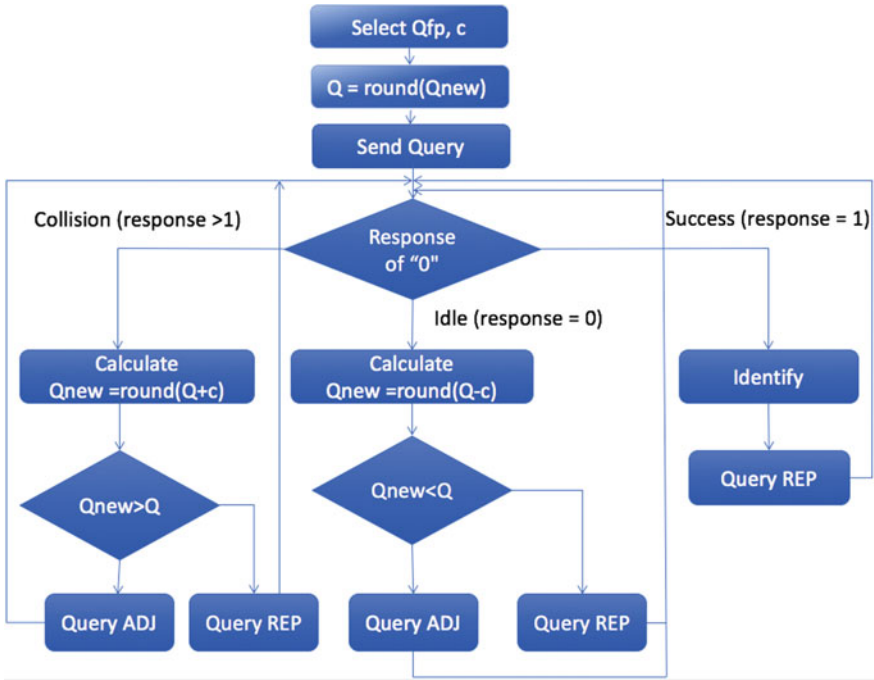 Select Qfp, c
Q = round(Qnew)
Send Query
Collision (response >1)
Success (response = 1)
Response
of “0"
Idle (response = 0)
Calculate
Qnew =round(Q+c)
Calculate
Qnew =round(Q-c)
Identify
Qnew>Q
Qnew<Q
Query REP
Query ADJ
Query REP
Query ADJ
Query REP